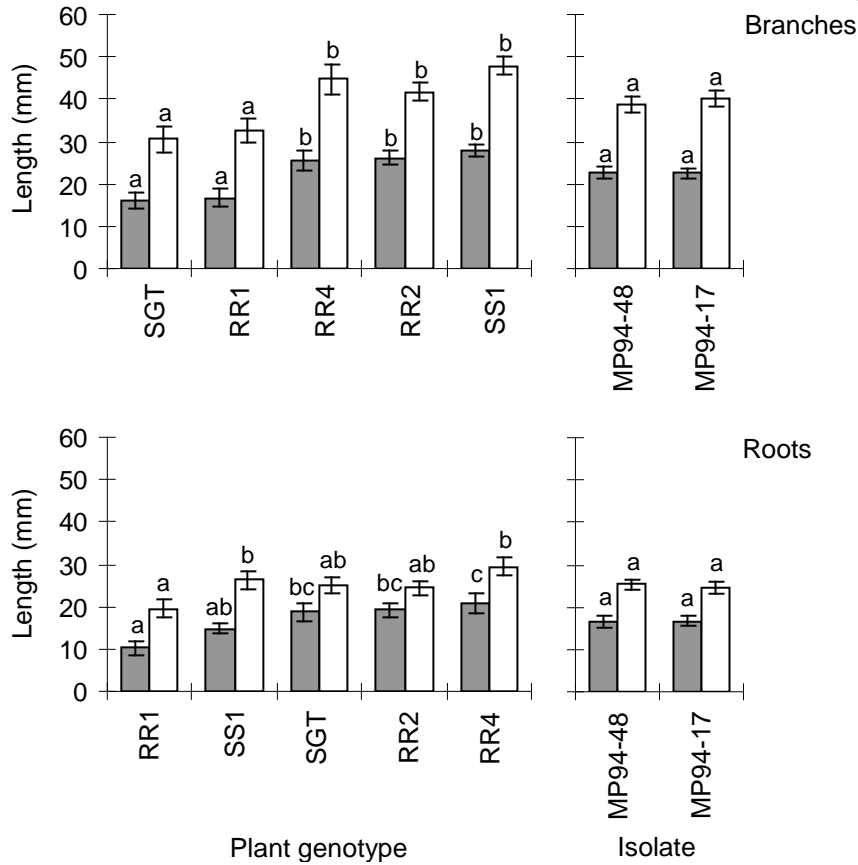 Branches
Length (mm)
60
50
40
30
20
10
0
a
a
a
a
b
b
b
b
b
b
a
a
a
a
SGT
RR1
RR4
RR2
SS1
MP94-48
MP94-17
Roots
Length (mm)
60
50
40
30
20
10
0
a
a
ab
b
bc
ab
bc
ab
c
b
a
a
a
a
RR1
SS1
SGT
RR2
RR4
MP94-48
MP94-17
Plant genotype
Isolate